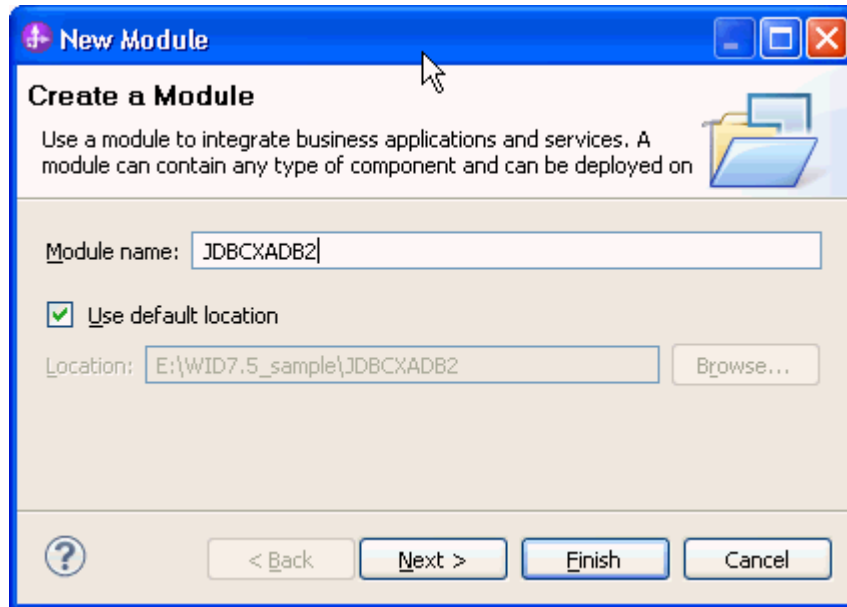 New Module
Create a Module
Use a module to integrate business applications and services. A
module can contain any type of component and can be deployed on
Module name: JDBCXADB2
Use default location
Location: E:\WID7.5_sample\JDBCXADB2 Browse...
? < Back Next > Finish Cancel